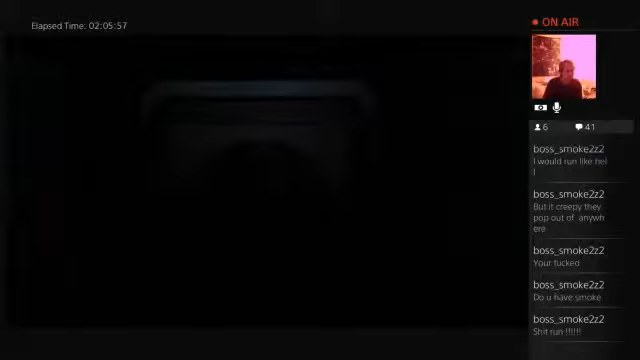 Elapsed Time: 02:05:57
ON AIR
6
41
boss_smoke2z2
I would run like hel
l
boss_smoke2z2
But it creepy they
pop out of anywh
ere
boss_smoke2z2
Your fucked
boss_smoke2z2
Do u have smoke
boss_smoke2z2
Shit run !!!!!!